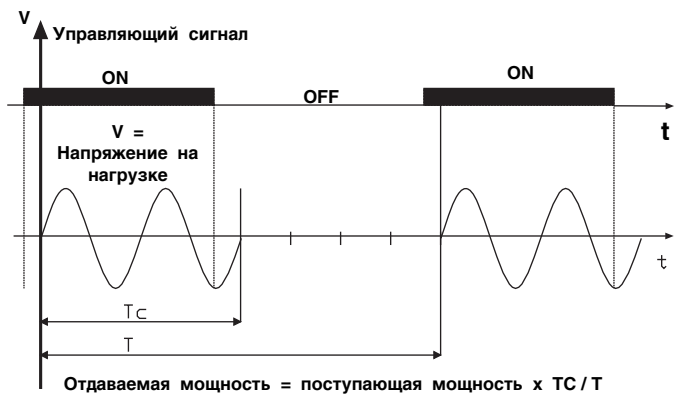 V
Управляющий сигнал
ON
OFF
ON
t
V =
Напряжение на
нагрузке
t
Tc
T
Отдаваемая мощность = поступающая мощность x TC / T